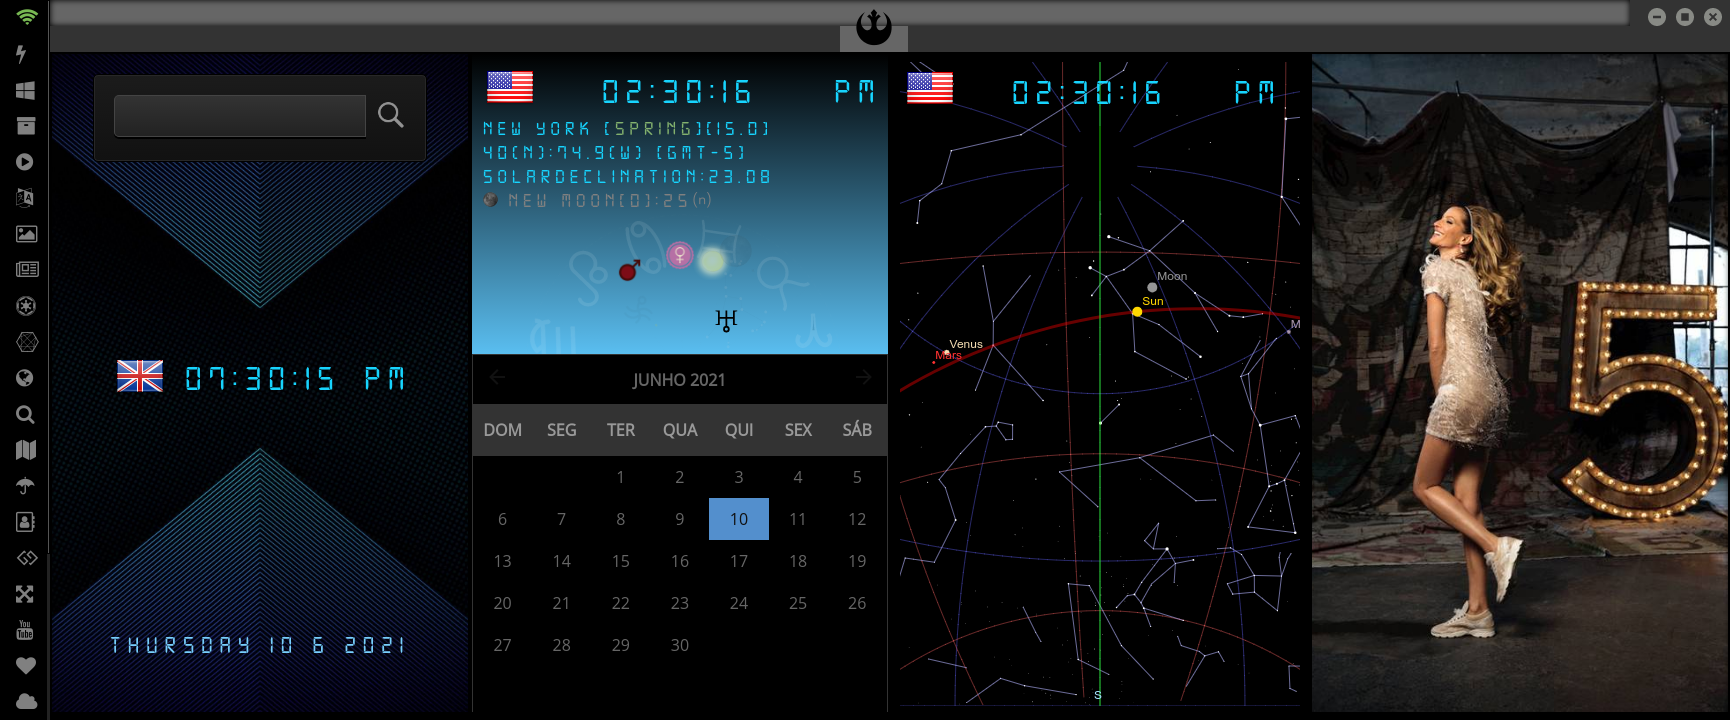 07:30:15 PM
THURSDAY 10 6 2021
02:30:16 PM
NEW YORK [SPRING][15.0]
40(N):74.9(W) [GMT-5]
SOLARDECLINATION:23.08
NEW MOON[0]:25(n)
JUNHO 2021
DOM SEG TER QUA QUI SEX SÁB
1 2 3 4 5
6 7 8 9 10 11 12
13 14 15 16 17 18 19
20 21 22 23 24 25 26
27 28 29 30
02:30:16 PM
Moon
Sun
M
Venus
Mars
S
CHANEL
5
You
Tube